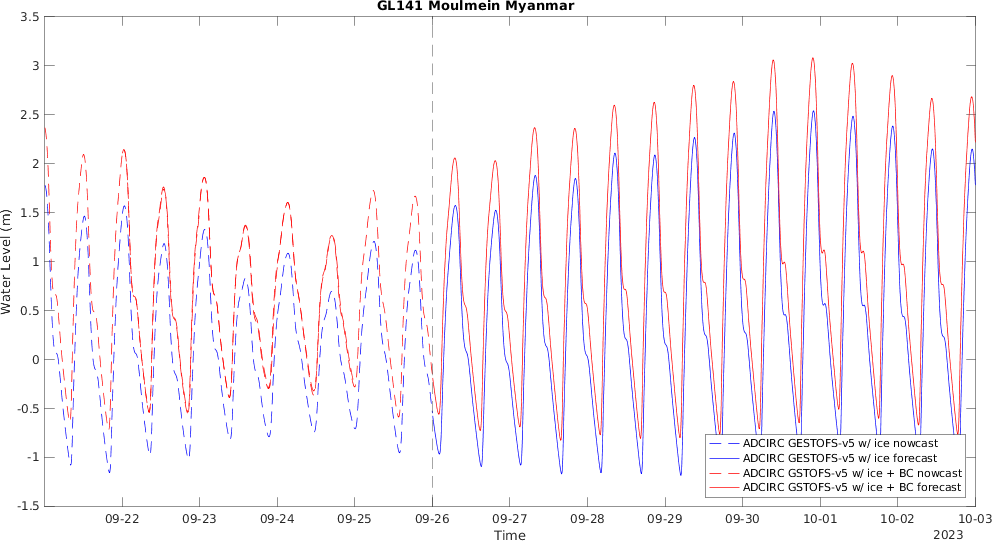 GL141 Moulmein Myanmar
Water Level (m)
3.5
3
2.5
2
1.5
1
0.5
0
-0.5
-1
-1.5
ADCIRC GESTOFS-v5 w/ ice nowcast
ADCIRC GESTOFS-v5 w/ ice forecast
ADCIRC GSTOFS-v5 w/ ice + BC nowcast
ADCIRC GSTOFS-v5 w/ ice + BC forecast
09-22 09-23 09-24 09-25 09-26 09-27 09-28 09-29 09-30 10-01 10-02 10-03
Time
2023